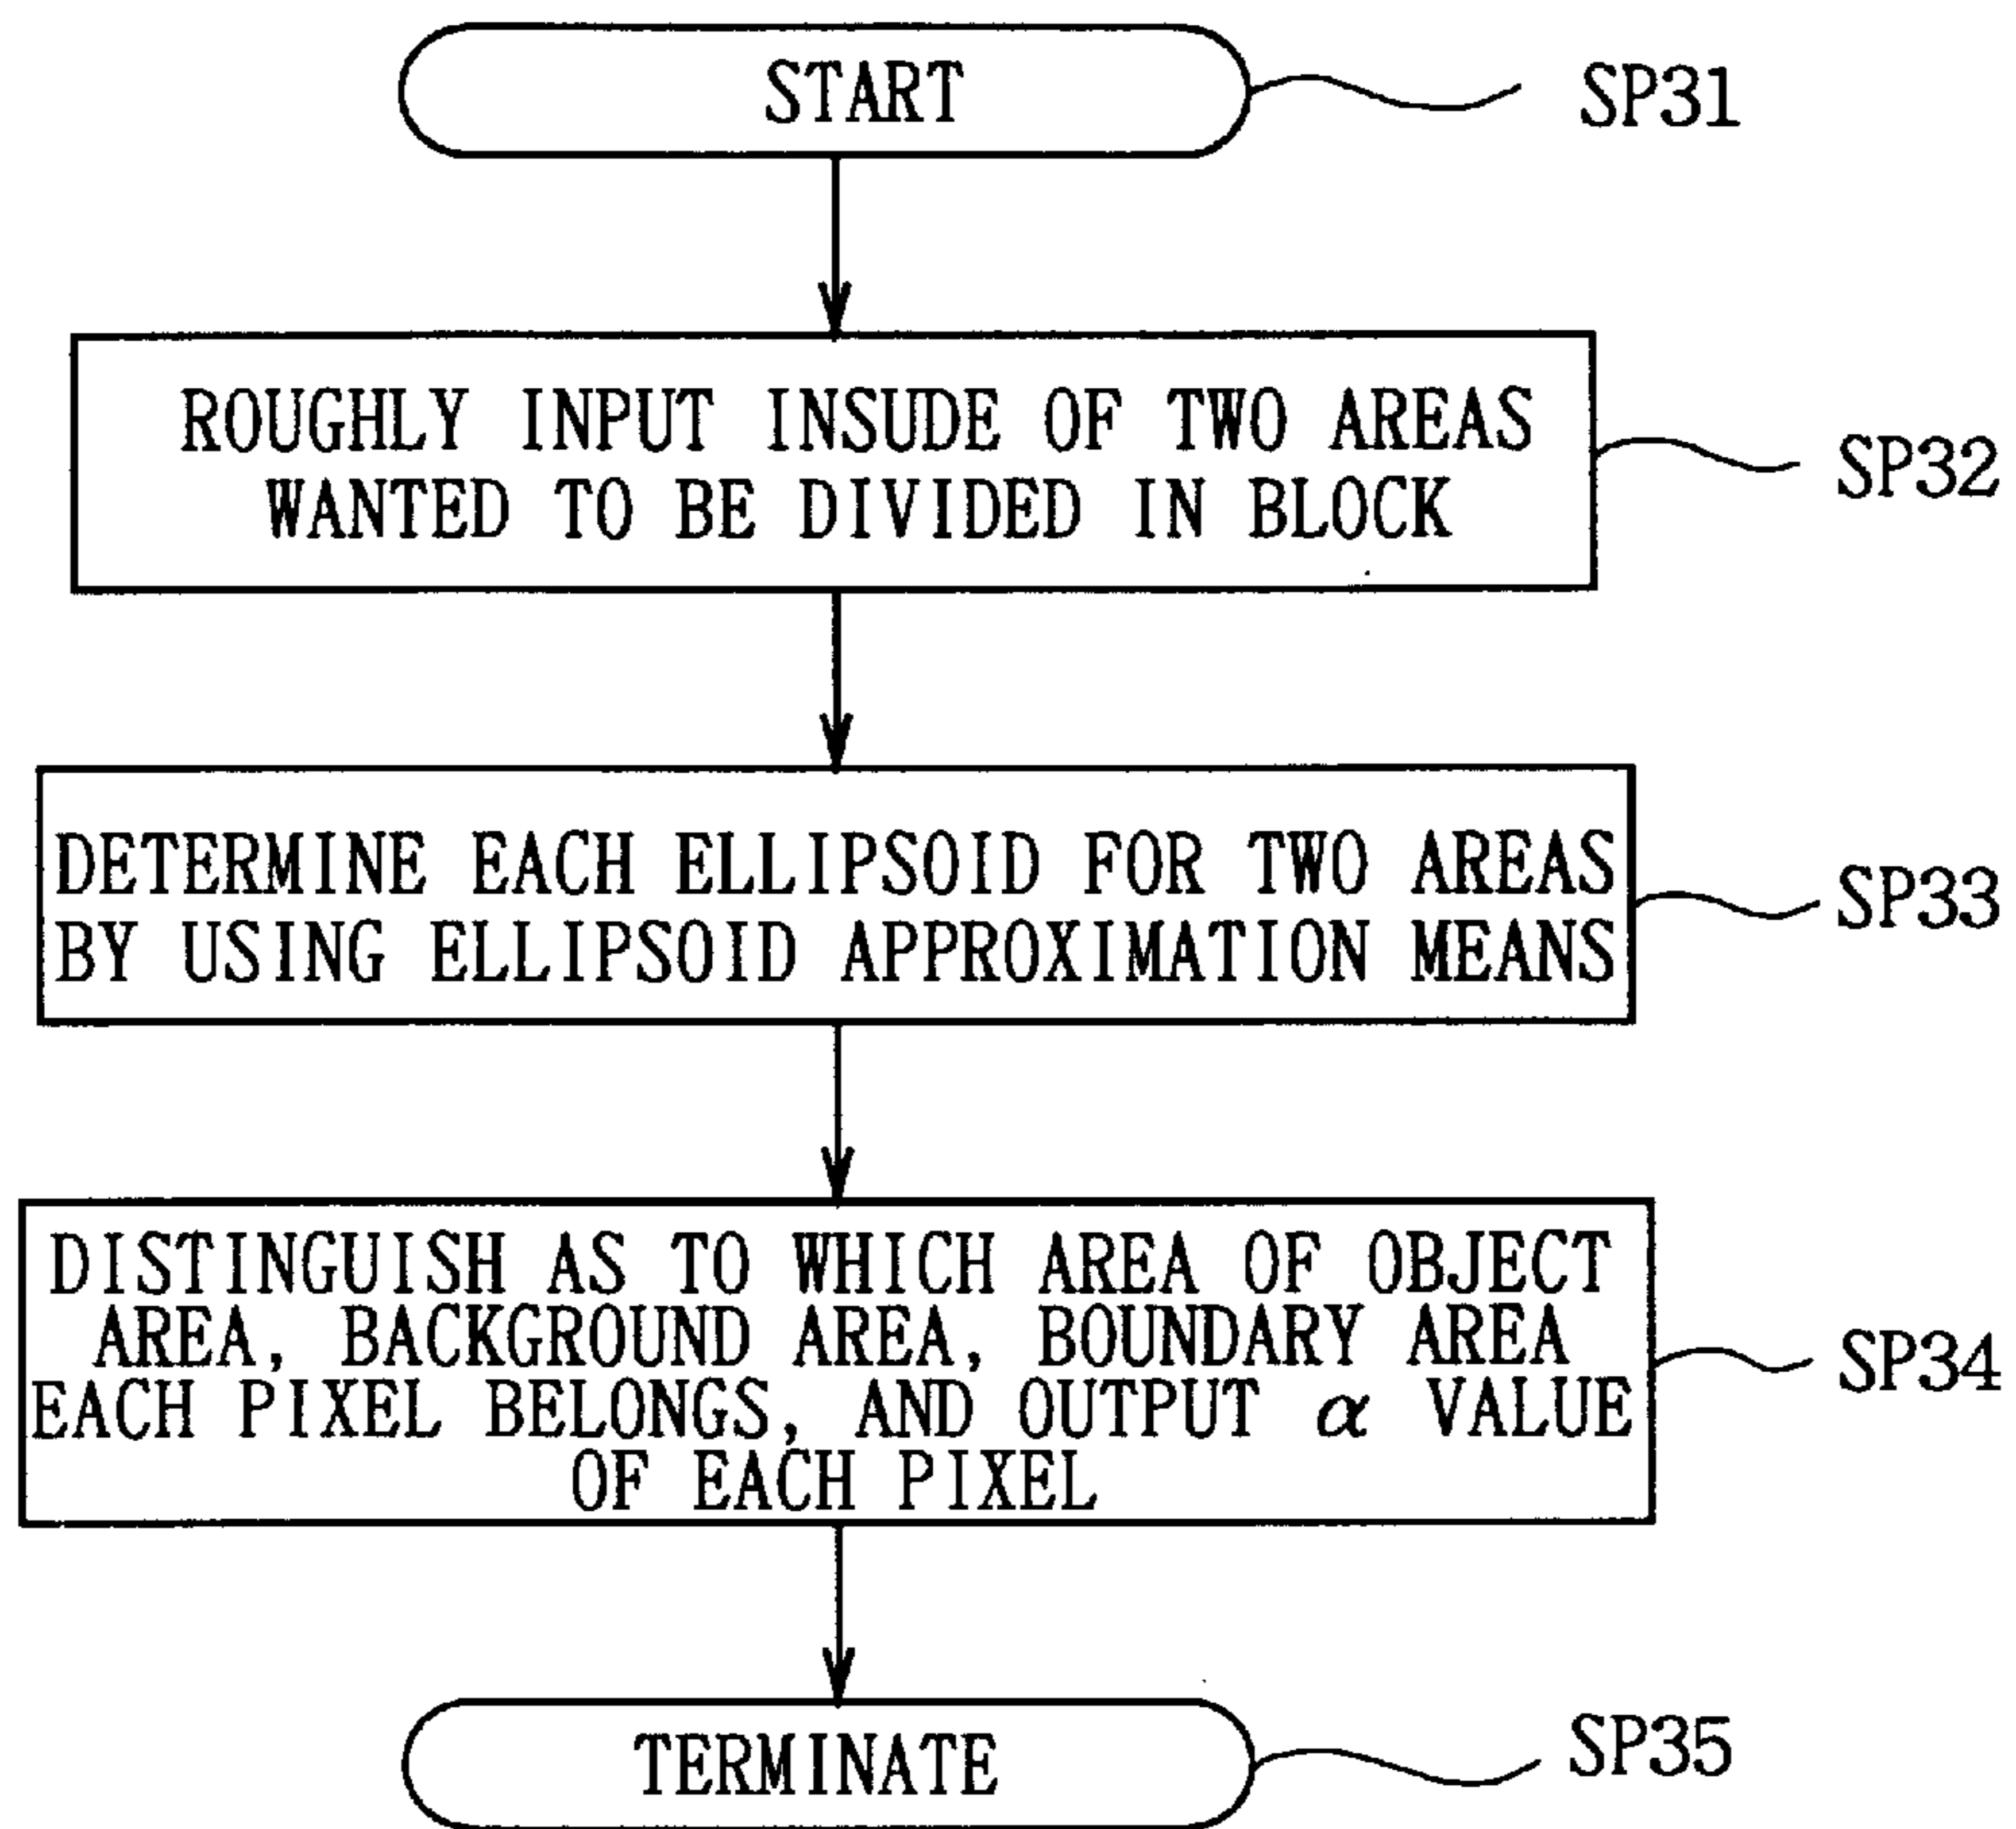 START
SP31
ROUGHLY INPUT INSUDE OF TWO AREAS
WANTED TO BE DIVIDED IN BLOCK
SP32
DETERMINE EACH ELLIPSOID FOR TWO AREAS
BY USING ELLIPSOID APPROXIMATION MEANS
SP33
DISTINGUISH AS TO WHICH AREA OF OBJECT
AREA, BACKGROUND AREA, BOUNDARY AREA
EACH PIXEL BELONGS, AND OUTPUT α VALUE
OF EACH PIXEL
SP34
TERMINATE
SP35